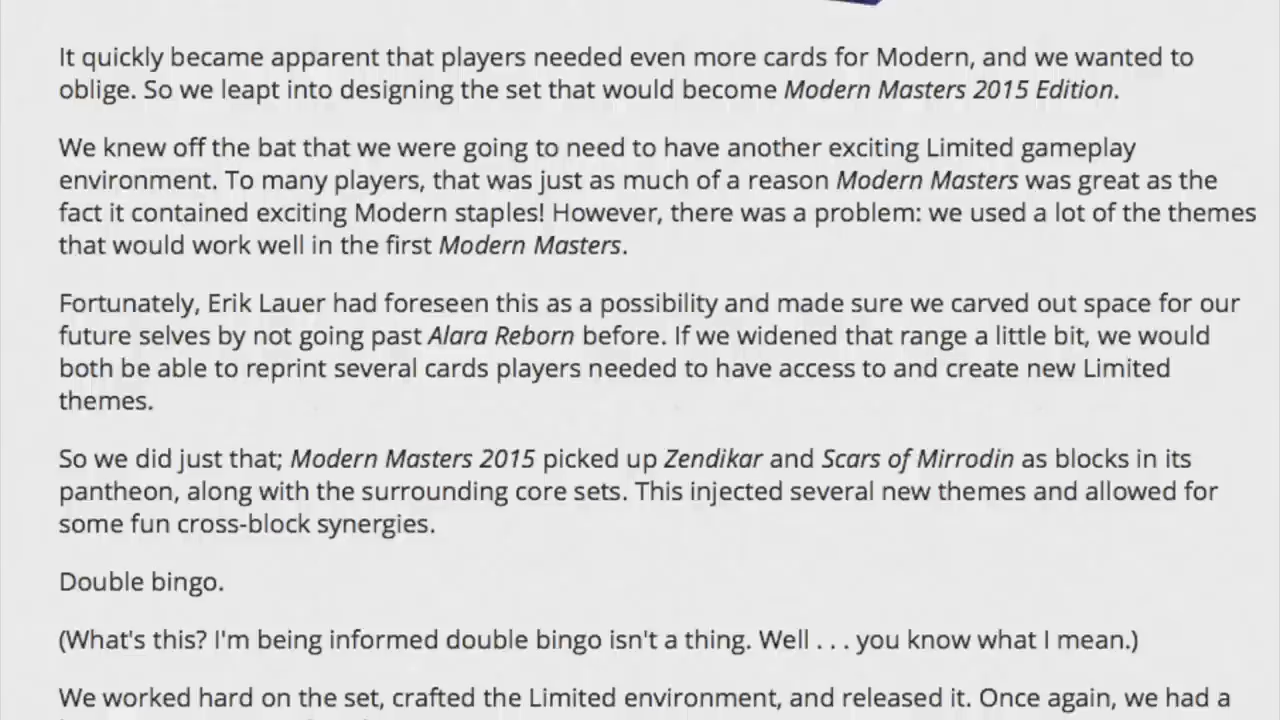 It quickly became apparent that players needed even more cards for Modern, and we wanted to
oblige. So we leapt into designing the set that would become Modern Masters 2015 Edition.
We knew off the bat that we were going to need to have another exciting Limited gameplay
environment. To many players, that was just as much of a reason Modern Masters was great as the
fact it contained exciting Modern staples! However, there was a problem: we used a lot of the themes
that would work well in the first Modern Masters.
Fortunately, Erik Lauer had foreseen this as a possibility and made sure we carved out space for our
future selves by not going past Alara Reborn before. If we widened that range a little bit, we would
both be able to reprint several cards players needed to have access to and create new Limited
themes.
So we did just that; Modern Masters 2015 picked up Zendikar and Scars of Mirrodin as blocks in its
pantheon, along with the surrounding core sets. This injected several new themes and allowed for
some fun cross-block synergies.
Double bingo.
(What's this? I'm being informed double bingo isn't a thing. Well . . . you know what I mean.)
We worked hard on the set, crafted the Limited environment, and released it. Once again, we had a